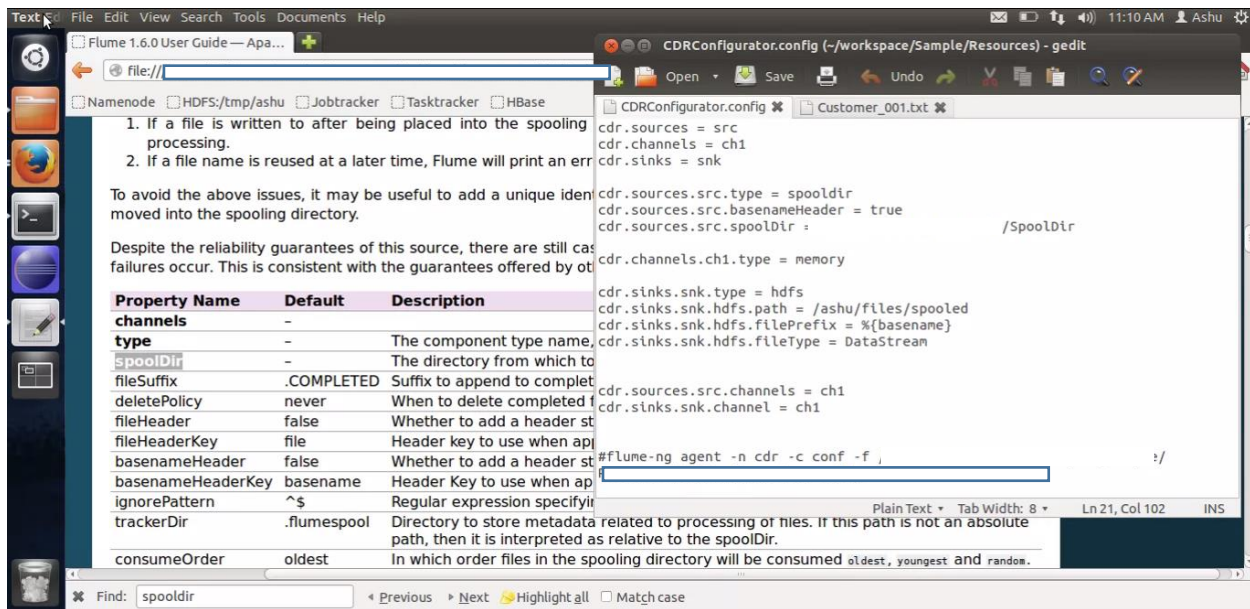 Text Ed File Edit View Search Tools Documents Help
11:10 AM Ashu
Flume 1.6.0 User Guide — Apa...
file://
Namenode HDFS:/tmp/ashu Jobtracker Tasktracker HBase
1. If a file is written to after being placed into the spooling
processing.
2. If a file name is reused at a later time, Flume will print an err
To avoid the above issues, it may be useful to add a unique iden
moved into the spooling directory.
Despite the reliability guarantees of this source, there are still cas
failures occur. This is consistent with the guarantees offered by ot
Property Name Default Description
channels –
type – The component type name,
spoolDir – The directory from which to
fileSuffix .COMPLETED Suffix to append to complet
deletePolicy never When to delete completed f
fileHeader false Whether to add a header st
fileHeaderKey file Header key to use when app
basenameHeader false Whether to add a header st
basenameHeaderKey basename Header Key to use when ap
ignorePattern ^$ Regular expression specifyin
trackerDir .flumespool Directory to store metadata related to processing of files. If this path is not an absolute
path, then it is interpreted as relative to the spoolDir.
consumeOrder oldest In which order files in the spooling directory will be consumed oldest, youngest and random.
Find: spooldir Previous Next Highlight all Match case
CDRConfigurator.config (~/workspace/Sample/Resources) - gedit
Open Save Undo
CDRConfigurator.config Customer_001.txt
cdr.sources = src
cdr.channels = ch1
cdr.sinks = snk
cdr.sources.src.type = spooldir
cdr.sources.src.basenameHeader = true
cdr.sources.src.spoolDir = /SpoolDir
cdr.channels.ch1.type = memory
cdr.sinks.snk.type = hdfs
cdr.sinks.snk.hdfs.path = /ashu/files/spooled
cdr.sinks.snk.hdfs.filePrefix = %{basename}
cdr.sinks.snk.hdfs.fileType = DataStream
cdr.sources.src.channels = ch1
cdr.sinks.snk.channel = ch1
#flume-ng agent -n cdr -c conf -f /
Plain Text Tab Width: 8 Ln 21, Col 102 INS